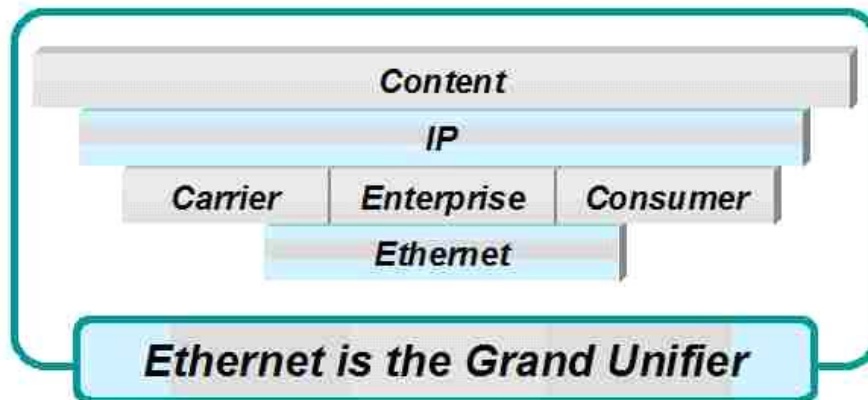 Content
IP
Carrier Enterprise Consumer
Ethernet
Ethernet is the Grand Unifier